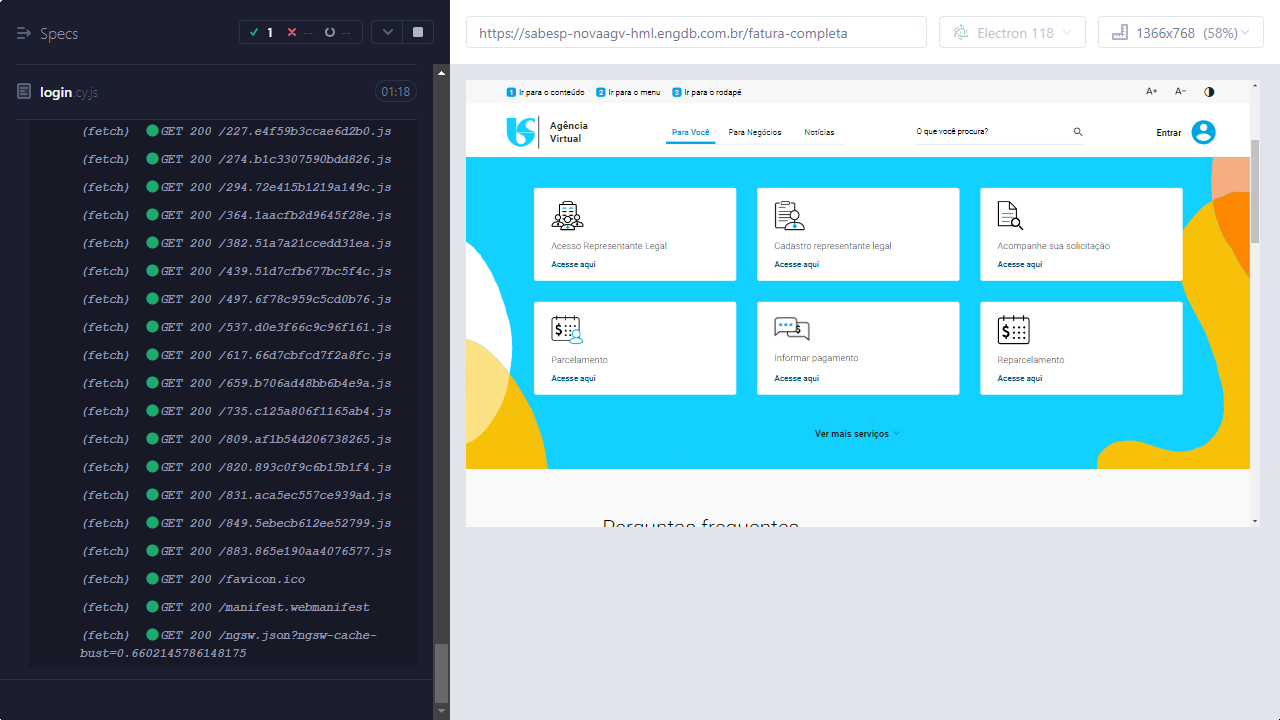 Specs
1
--
--
login.cy.js
01:18
(fetch) GET 200 /227.e4f59b3ccae6d2b0.js
(fetch) GET 200 /274.b1c3307590bdd826.js
(fetch) GET 200 /294.72e415b1219a149c.js
(fetch) GET 200 /364.1aacfb2d9645f28e.js
(fetch) GET 200 /382.51a7a21ccedd31ea.js
(fetch) GET 200 /439.51d7cfb677bc5f4c.js
(fetch) GET 200 /497.6f78c959c5cd0b76.js
(fetch) GET 200 /537.d0e3f66c9c96f161.js
(fetch) GET 200 /617.66d7cbfcd7f2a8fc.js
(fetch) GET 200 /659.b706ad48bb6b4e9a.js
(fetch) GET 200 /735.c125a806f1165ab4.js
(fetch) GET 200 /809.af1b54d206738265.js
(fetch) GET 200 /820.893c0f9c6b15b1f4.js
(fetch) GET 200 /831.aca5ec557ce939ad.js
(fetch) GET 200 /849.5ebecb612ee52799.js
(fetch) GET 200 /883.865e190aa4076577.js
(fetch) GET 200 /favicon.ico
(fetch) GET 200 /manifest.webmanifest
(fetch) GET 200 /ngsw.json?ngsw-cache-
bust=0.6602145786148175
https://sabesp-novaagv-hml.engdb.com.br/fatura-completa
Electron 118
1366x768 (58%)
1 Ir para o conteúdo 2 Ir para o menu 3 Ir para o rodapé
A+ A-
Agência
Virtual
Para Você Para Negócios Notícias
O que você procura?
Entrar
Acesso Representante Legal
Acesse aqui
Cadastro representante legal
Acesse aqui
Acompanhe sua solicitação
Acesse aqui
Parcelamento
Acesse aqui
Informar pagamento
Acesse aqui
Reparcelamento
Acesse aqui
Ver mais serviços
Perguntas frequentes